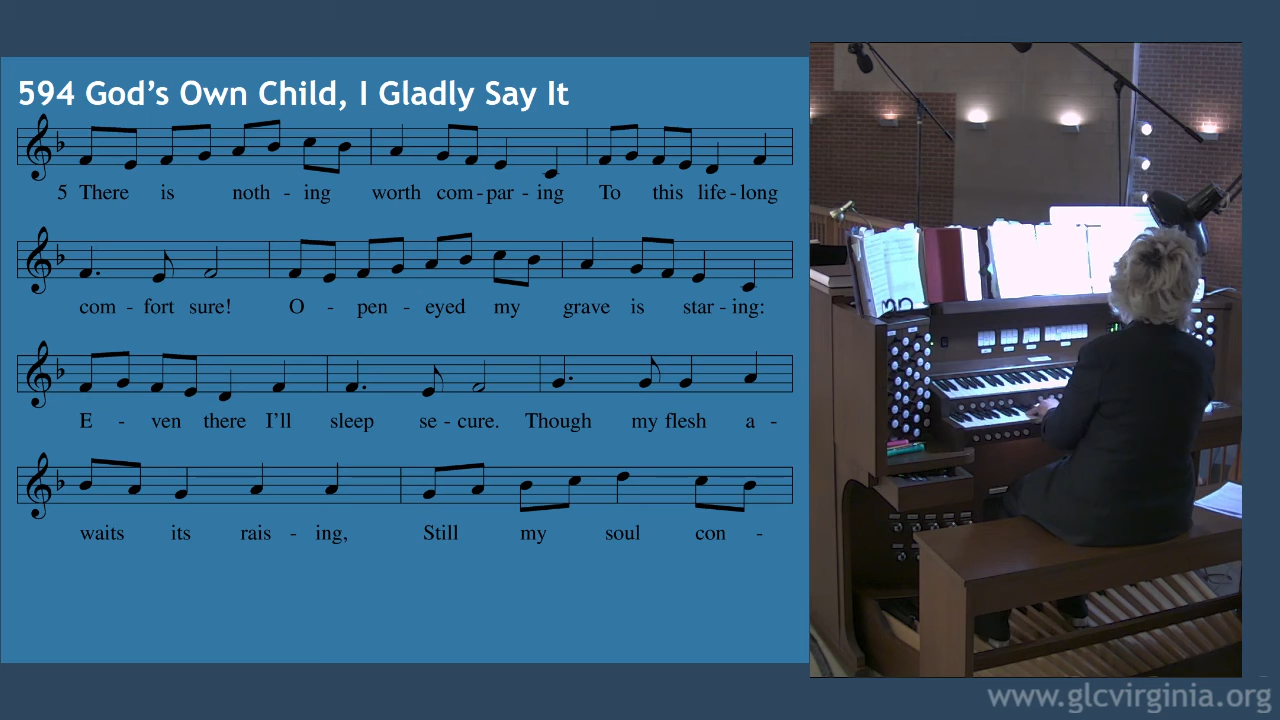 594 God’s Own Child, I Gladly Say It
5 There is noth - ing worth com - par - ing To this life - long
com - fort sure! O - pen - eyed my grave is star - ing:
E - ven there I’ll sleep se - cure. Though my flesh a -
waits its rais - ing, Still my soul con -
www.glcvirginia.org